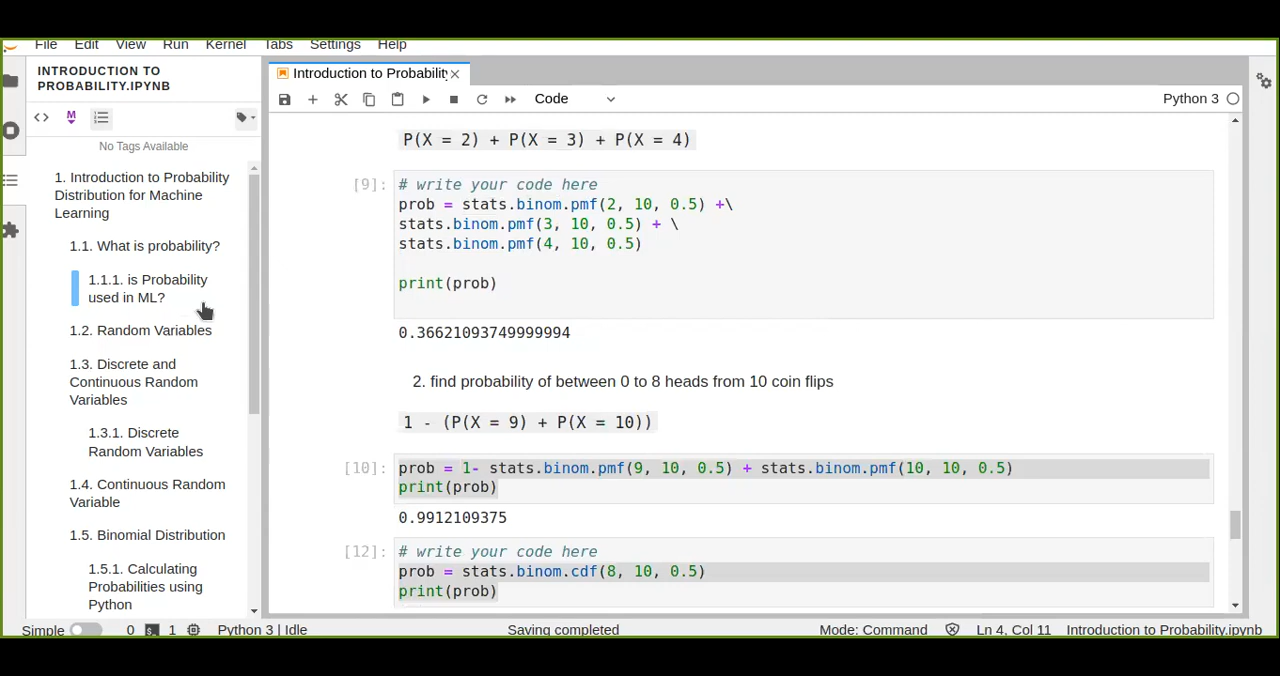 File Edit View Run Kernel Tabs Settings Help
INTRODUCTION TO
PROBABILITY.IPYNB
No Tags Available
1. Introduction to Probability
Distribution for Machine
Learning
1.1. What is probability?
1.1.1. is Probability
used in ML?
1.2. Random Variables
1.3. Discrete and
Continuous Random
Variables
1.3.1. Discrete
Random Variables
1.4. Continuous Random
Variable
1.5. Binomial Distribution
1.5.1. Calculating
Probabilities using
Python
Introduction to Probability
Code
Python 3
P(X = 2) + P(X = 3) + P(X = 4)
[9]:
# write your code here
prob = stats.binom.pmf(2, 10, 0.5) +\
stats.binom.pmf(3, 10, 0.5) + \
stats.binom.pmf(4, 10, 0.5)
print(prob)
0.36621093749999994
2. find probability of between 0 to 8 heads from 10 coin flips
1 - (P(X = 9) + P(X = 10))
[10]:
prob = 1- stats.binom.pmf(9, 10, 0.5) + stats.binom.pmf(10, 10, 0.5)
print(prob)
0.9912109375
[12]:
# write your code here
prob = stats.binom.cdf(8, 10, 0.5)
print(prob)
Simple 0 1 Python 3 | Idle Saving completed Mode: Command Ln 4, Col 11 Introduction to Probability.ipynb